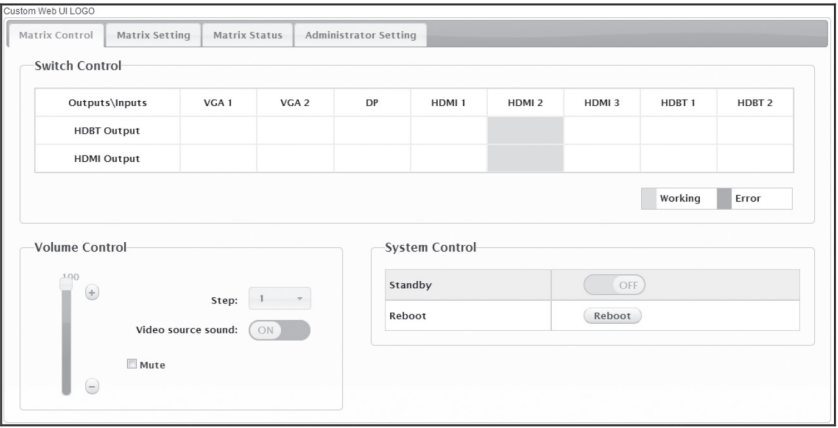 Custom Web UI LOGO
Matrix Control Matrix Setting Matrix Status Administrator Setting
Switch Control
Outputs\Inputs VGA 1 VGA 2 DP HDMI 1 HDMI 2 HDMI 3 HDBT 1 HDBT 2
HDBT Output
HDMI Output
Working Error
Volume Control
100
+
Step: 1
Video source sound: ON
Mute
−
System Control
Standby OFF
Reboot Reboot